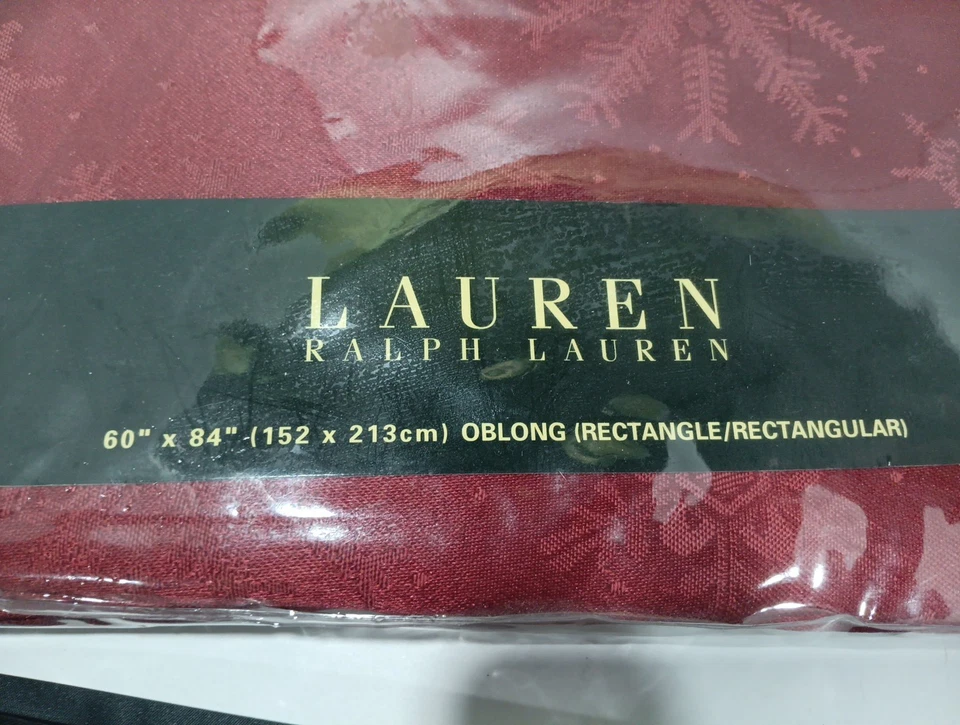 LAUREN
RALPH LAUREN
60" x 84" (152 x 213cm) OBLONG (RECTANGLE/RECTANGULAR)